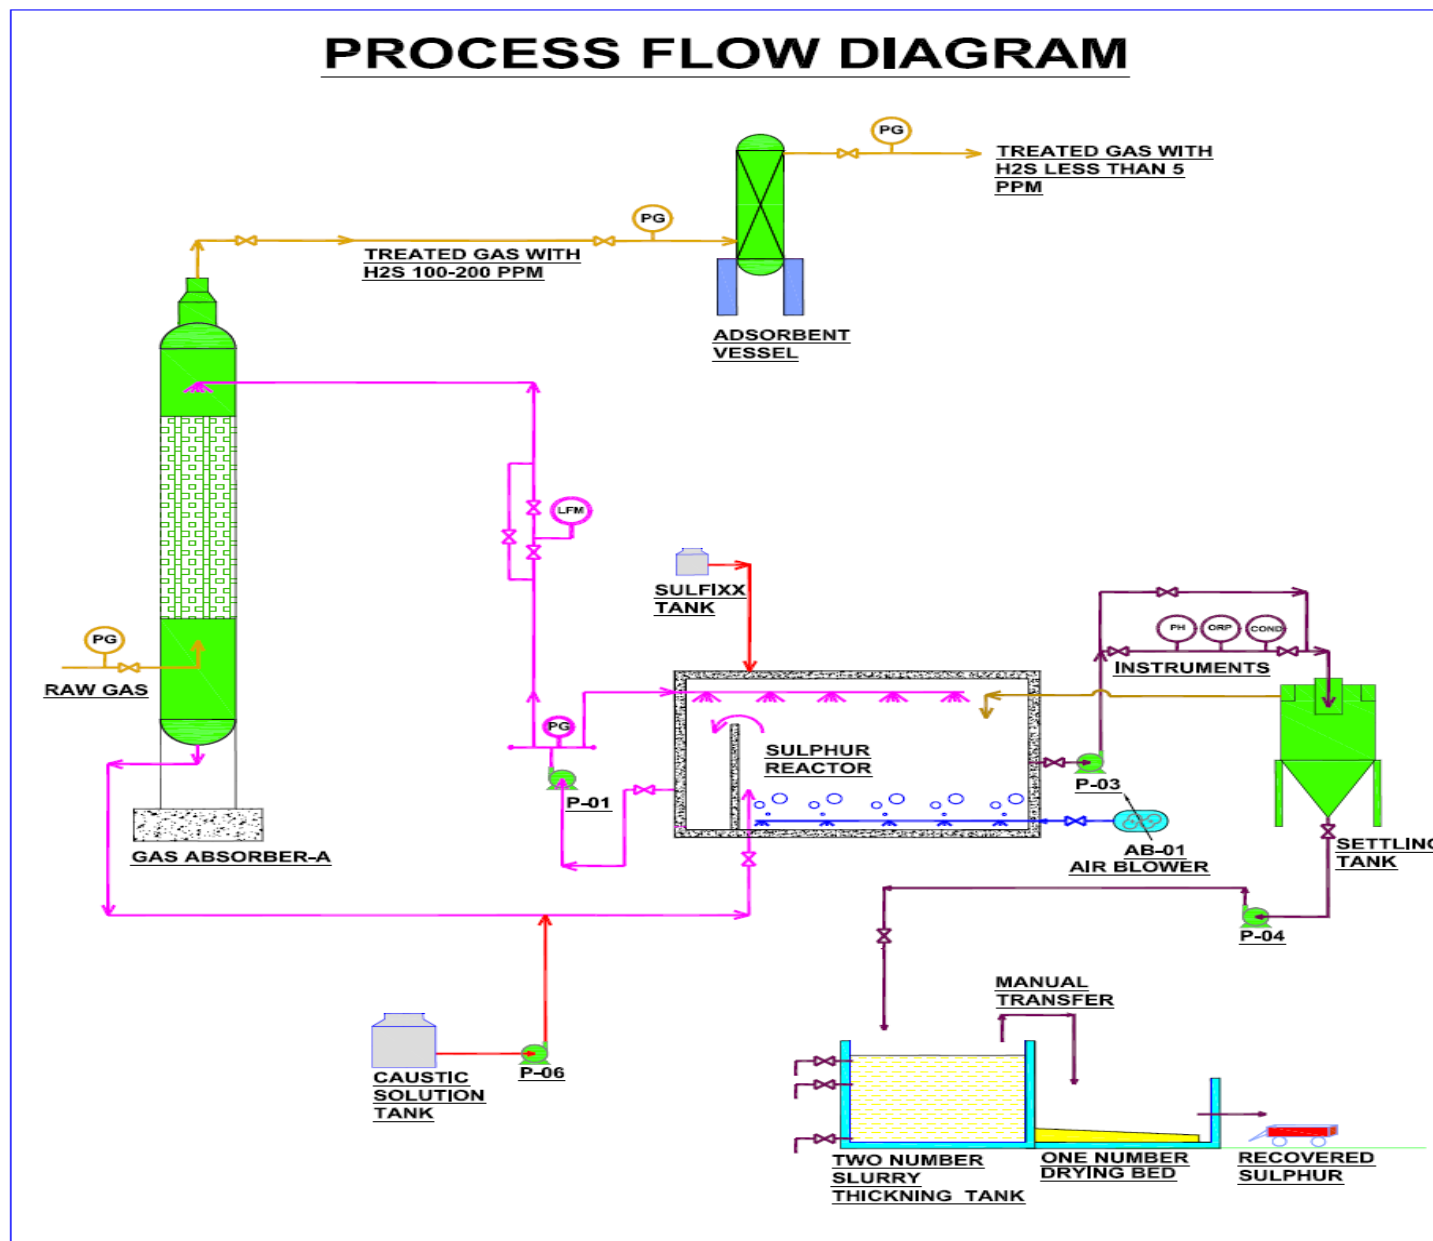 PROCESS FLOW DIAGRAM
PG
TREATED GAS WITH
H2S LESS THAN 5
PPM
PG
TREATED GAS WITH
H2S 100-200 PPM
ADSORBENT
VESSEL
LFM
SULFIXX
TANK
PG
RAW GAS
PH
ORP
COND
INSTRUMENTS
PG
SULPHUR
REACTOR
P-01
P-03
GAS ABSORBER-A
AB-01
AIR BLOWER
SETTLING
TANK
P-04
MANUAL
TRANSFER
CAUSTIC
SOLUTION
TANK
P-06
TWO NUMBER
SLURRY
THICKNING TANK
ONE NUMBER
DRYING BED
RECOVERED
SULPHUR